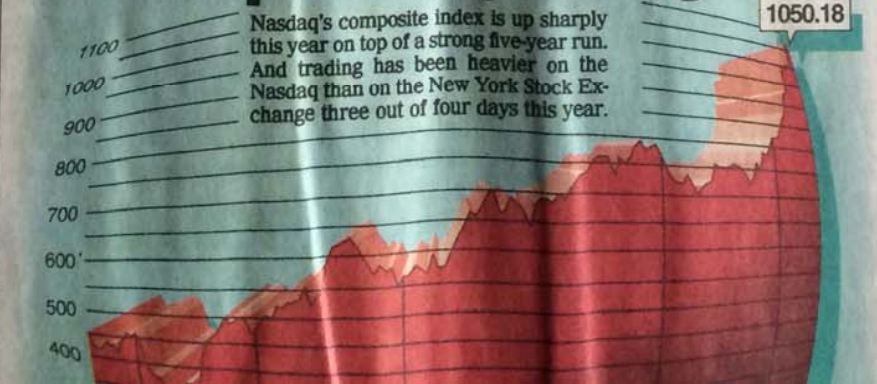 1050.18
Nasdaq's composite index is up sharply
this year on top of a strong five-year run.
And trading has been heavier on the
Nasdaq than on the New York Stock Ex-
change three out of four days this year.
1100
1000
900
800
700
600
500
400